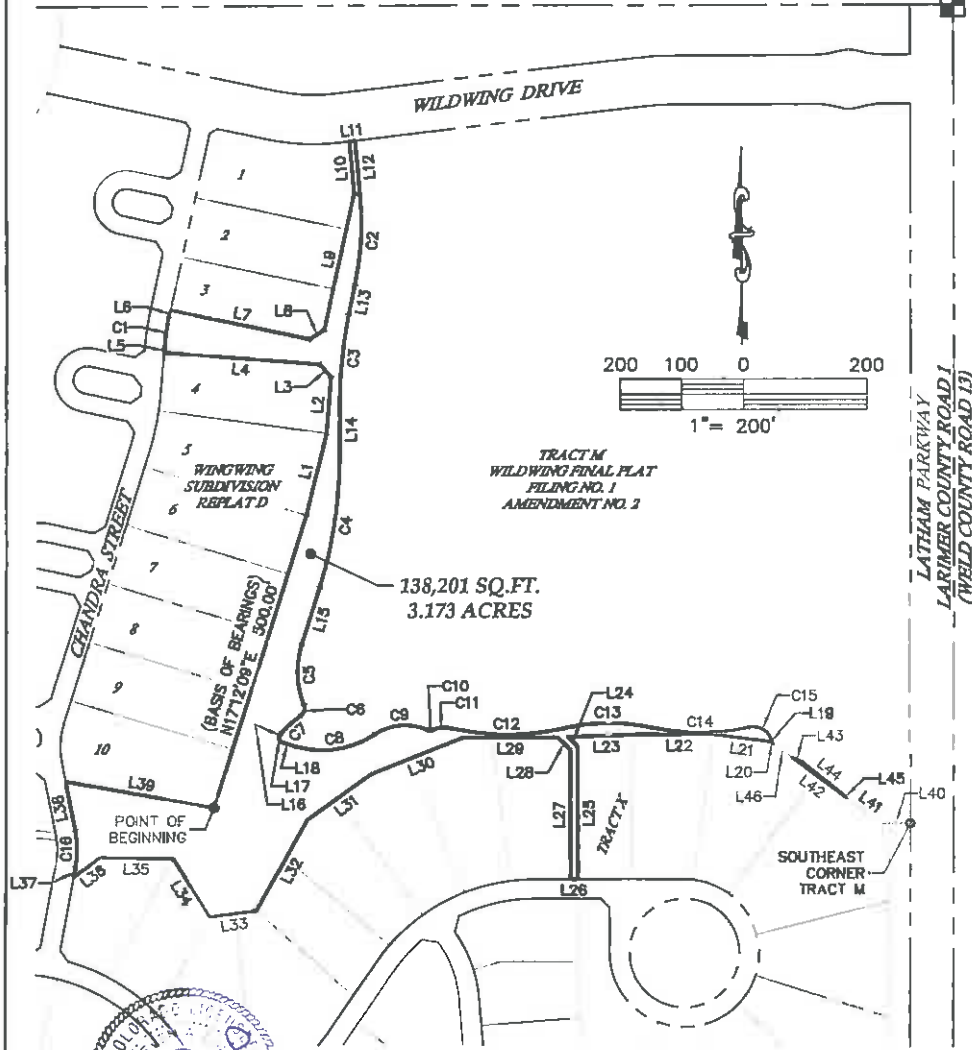 WILDWING DRIVE
L11
L10
L12
1
2
3
C2
L9
L13
L6
C1
L5
L7
L8
C3
L4
L3
L2
4
L14
200 100 0 200
1"= 200'
5
WINGWING
SUBDIVISION
REPLAT D
L1
TRACT M
WILDWING FINAL PLAT
FILING NO. 1
AMENDMENT NO. 2
LATHAM PARKWAY
LARIMER COUNTY ROAD 1
(WELD COUNTY ROAD 13)
6
C4
CHANDRA STREET
7
138,201 SQ.FT.
3.173 ACRES
8
L15
(BASIS OF BEARINGS)
N17°12'09"E 500.00'
9
C5
10
C6
C7
C8
C9
C10
C11
C12
C13
L24
C14
C15
L19
L18
L17
L16
L30
L29
L28
L23
L22
L21
L20
L43
L46
L44
L42
L45
L41
L40
L39
L38
POINT OF
BEGINNING
L31
L27
L25
TRACT X
C16
L32
SOUTHEAST
CORNER
TRACT M
L37
L36
L35
L34
L33
L26
COLORADO LICENSED